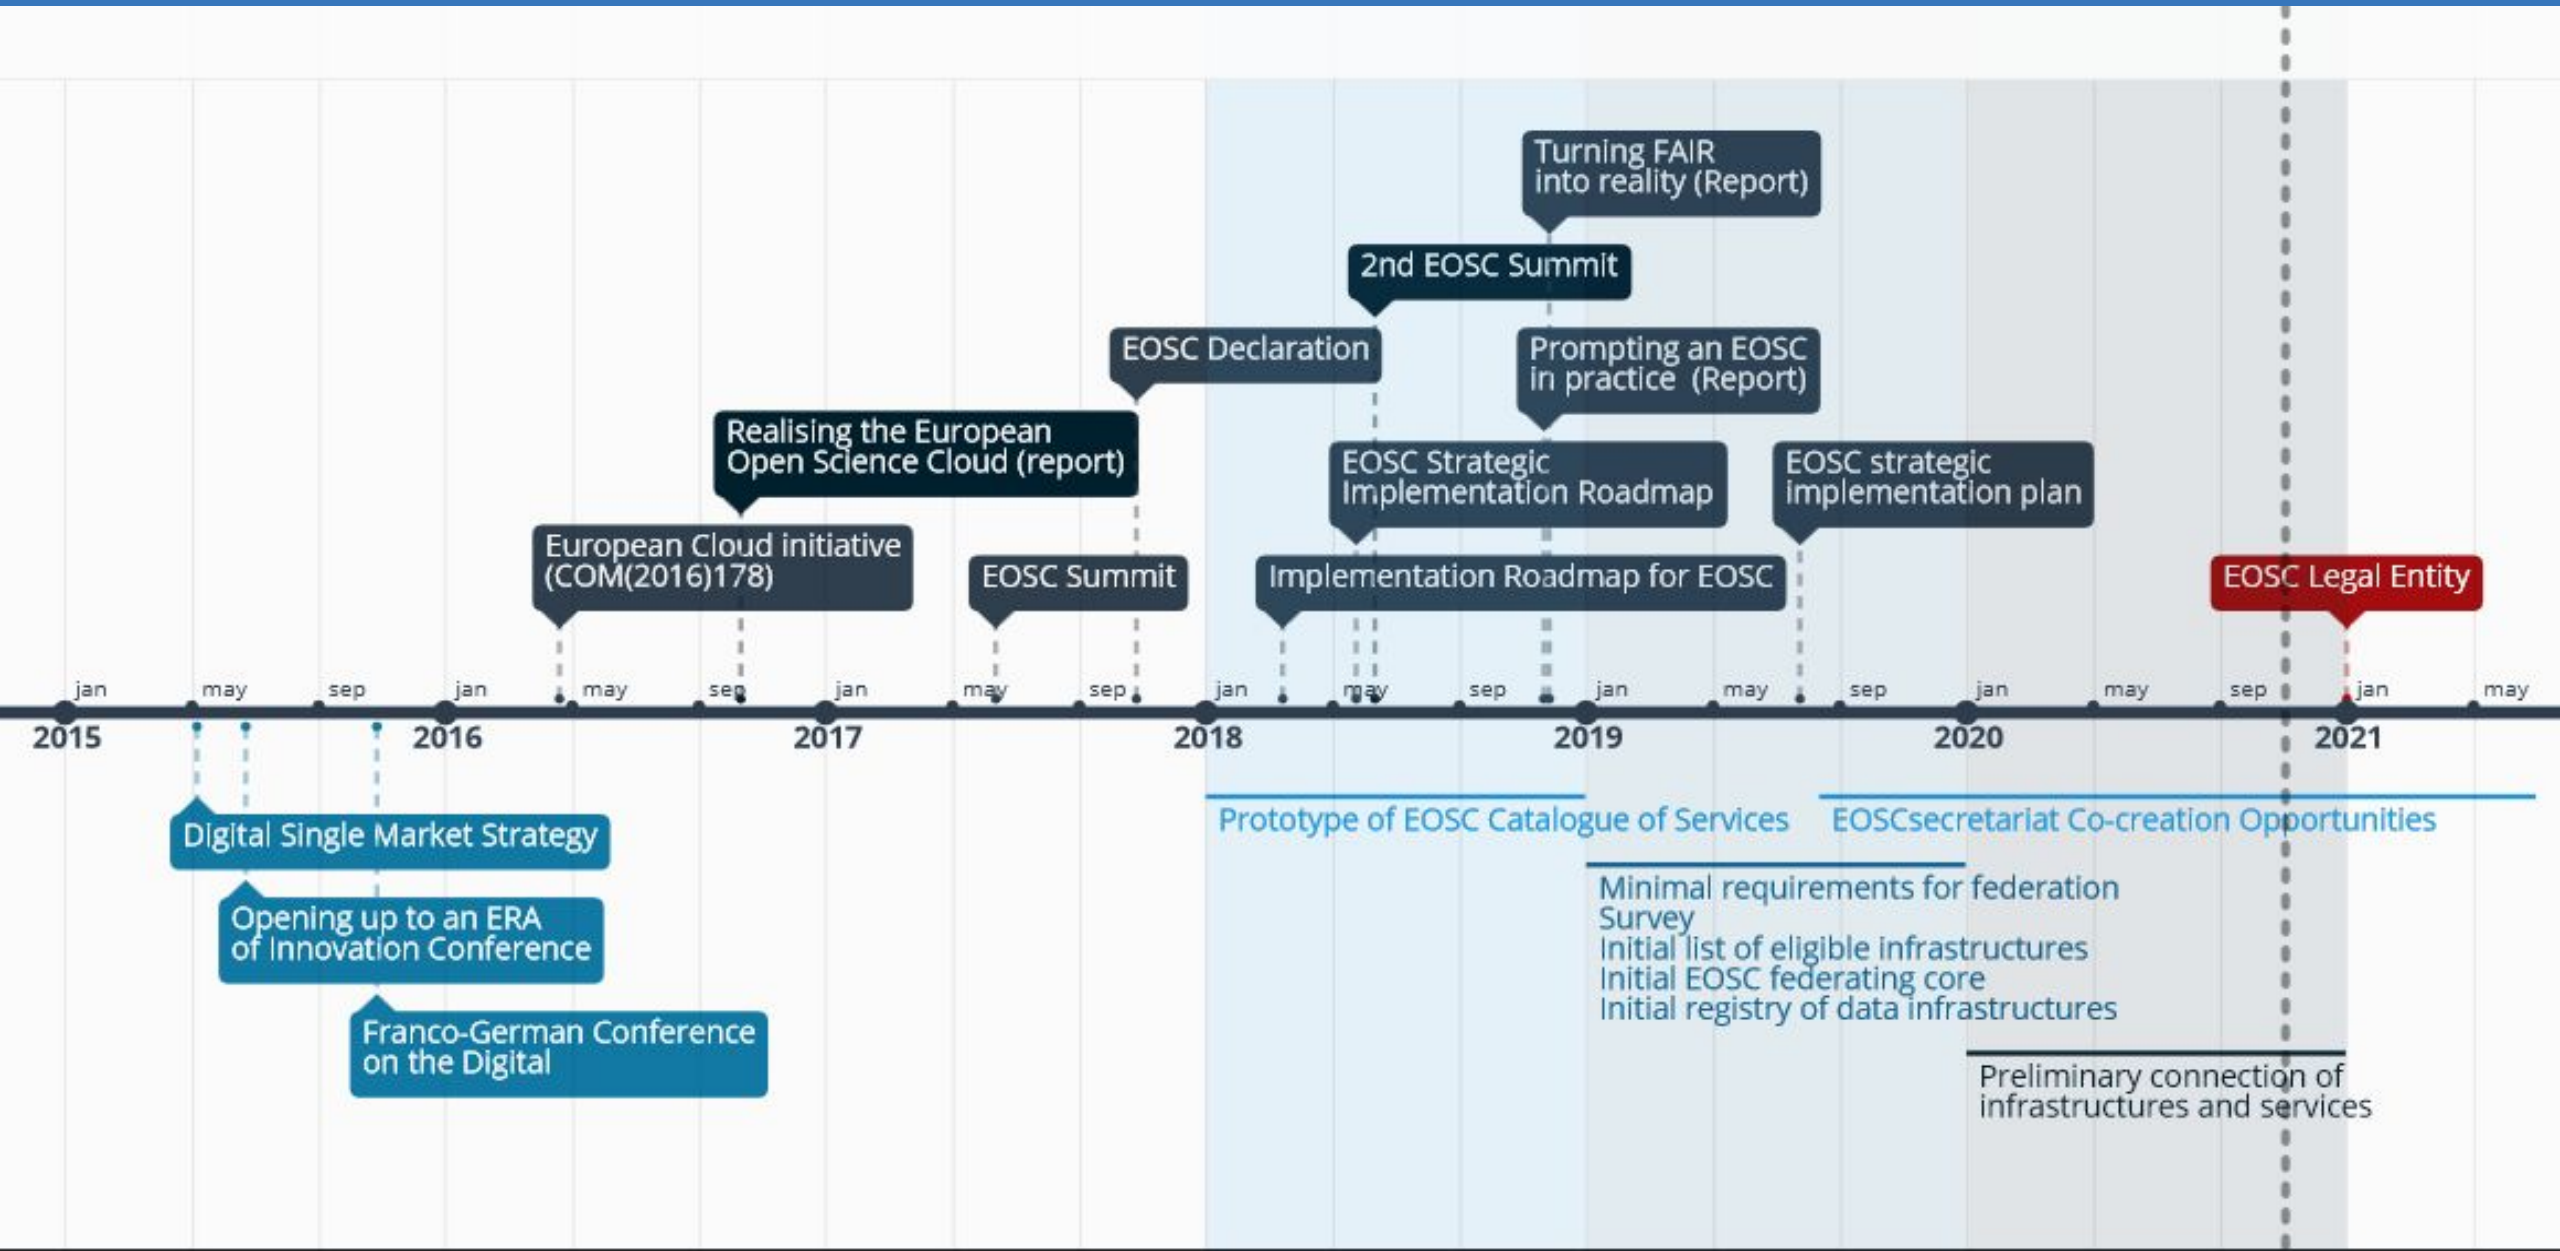 Turning FAIR
into reality (Report)
2nd EOSC Summit
EOSC Declaration
Prompting an EOSC
in practice (Report)
Realising the European
Open Science Cloud (report)
EOSC Strategic
Implementation Roadmap
EOSC strategic
implementation plan
European Cloud initiative
(COM(2016)178)
EOSC Summit
Implementation Roadmap for EOSC
EOSC Legal Entity
jan may sep jan may sep jan may sep jan may sep jan may sep jan may sep jan may
2015 2016 2017 2018 2019 2020 2021
Prototype of EOSC Catalogue of Services
EOSCsecretariat Co-creation Opportunities
Digital Single Market Strategy
Minimal requirements for federation
Survey
Initial list of eligible infrastructures
Initial EOSC federating core
Initial registry of data infrastructures
Opening up to an ERA
of Innovation Conference
Franco-German Conference
on the Digital
Preliminary connection of
infrastructures and services